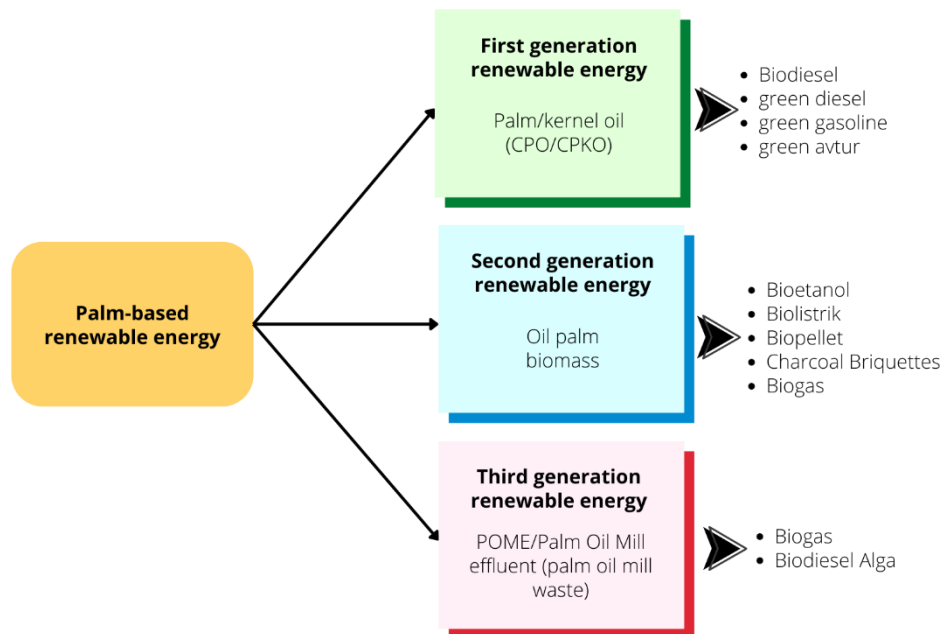 Palm-based
renewable energy
First generation
renewable energy
Palm/kernel oil
(CPO/CPKO)
• Biodiesel
• green diesel
• green gasoline
• green avtur
Second generation
renewable energy
Oil palm
biomass
• Bioetanol
• Biolistrik
• Biopellet
• Charcoal Briquettes
• Biogas
Third generation
renewable energy
POME/Palm Oil Mill
effluent (palm oil mill
waste)
• Biogas
• Biodiesel Alga